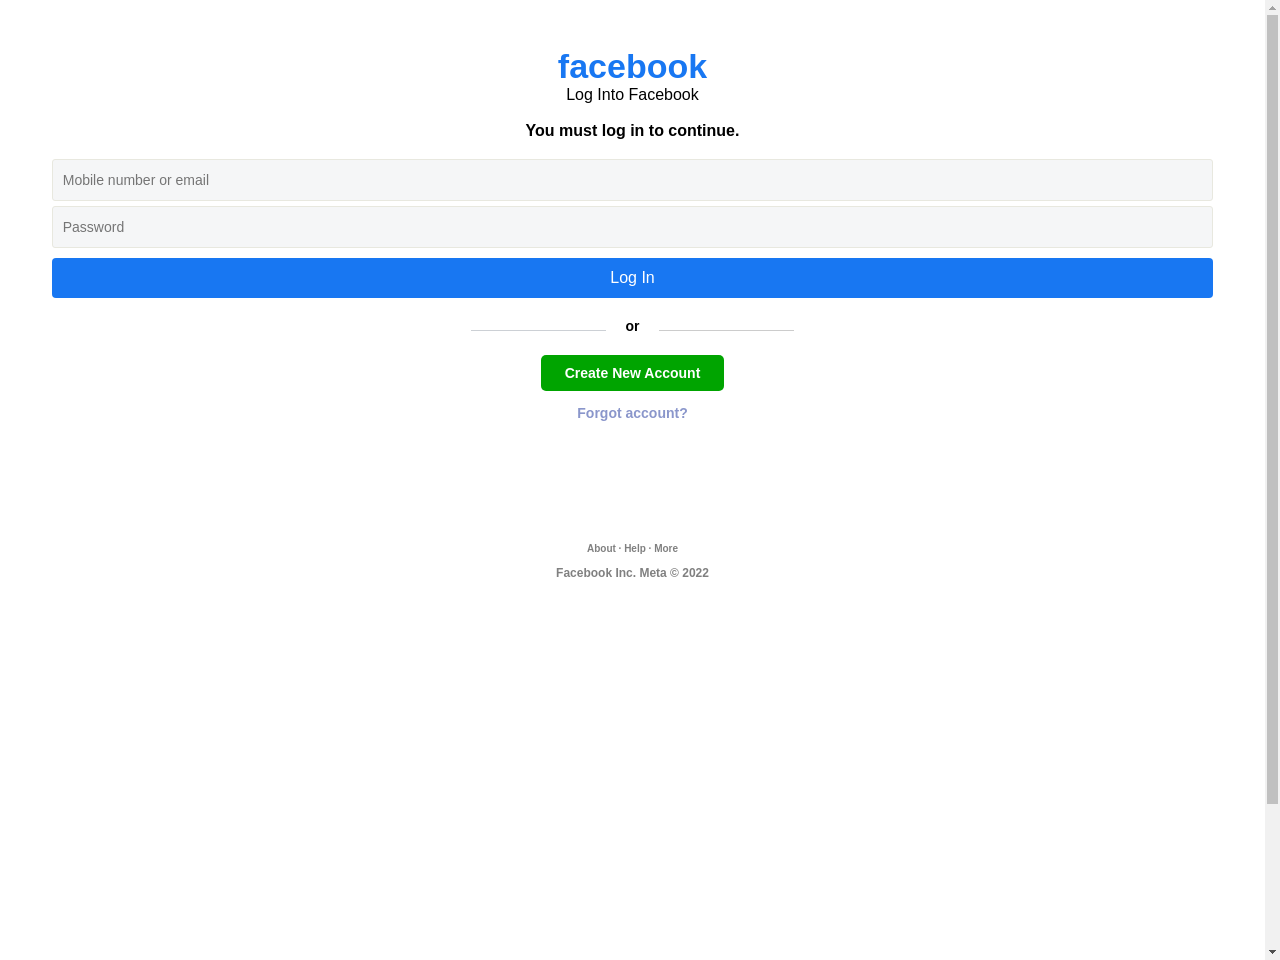 facebook
Log Into Facebook
You must log in to continue.
Mobile number or email
Password
Log In
or
Create New Account
Forgot account?
About · Help · More
Facebook Inc. Meta © 2022